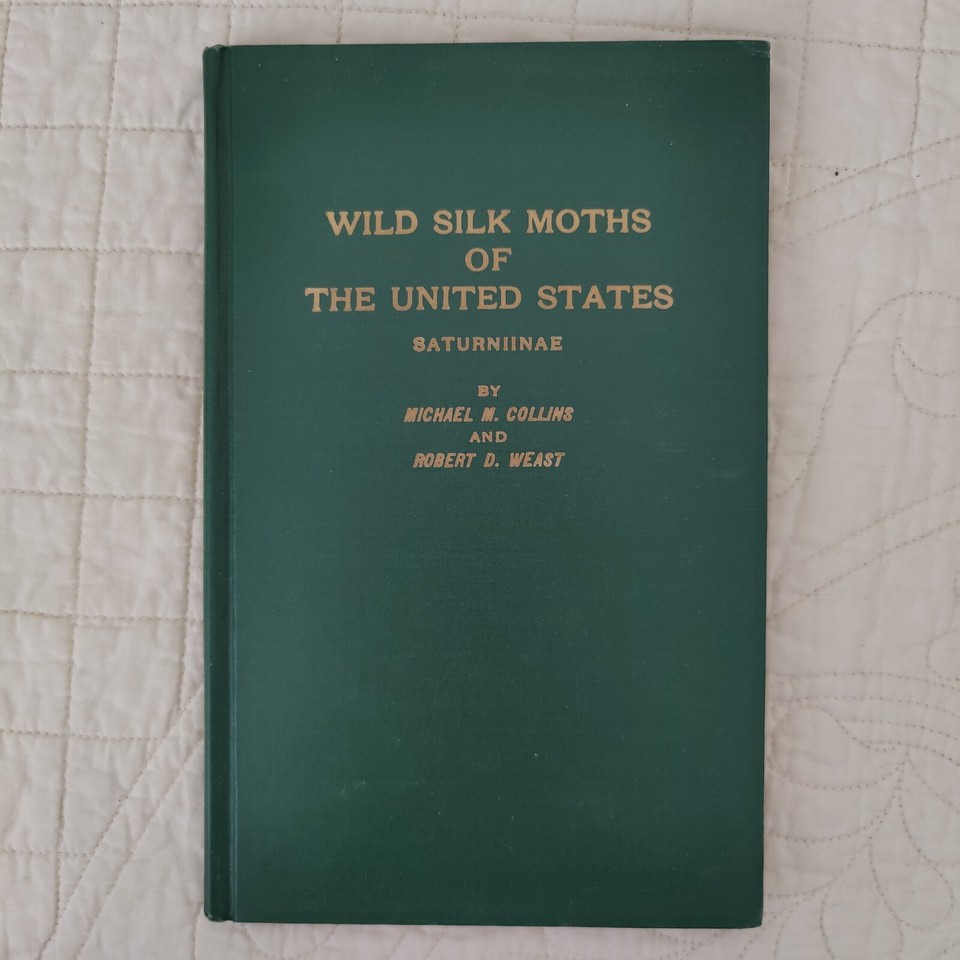 WILD SILK MOTHS
OF
THE UNITED STATES
SATURNIINAE
BY
MICHAEL M. COLLINS
AND
ROBERT D. WEAST